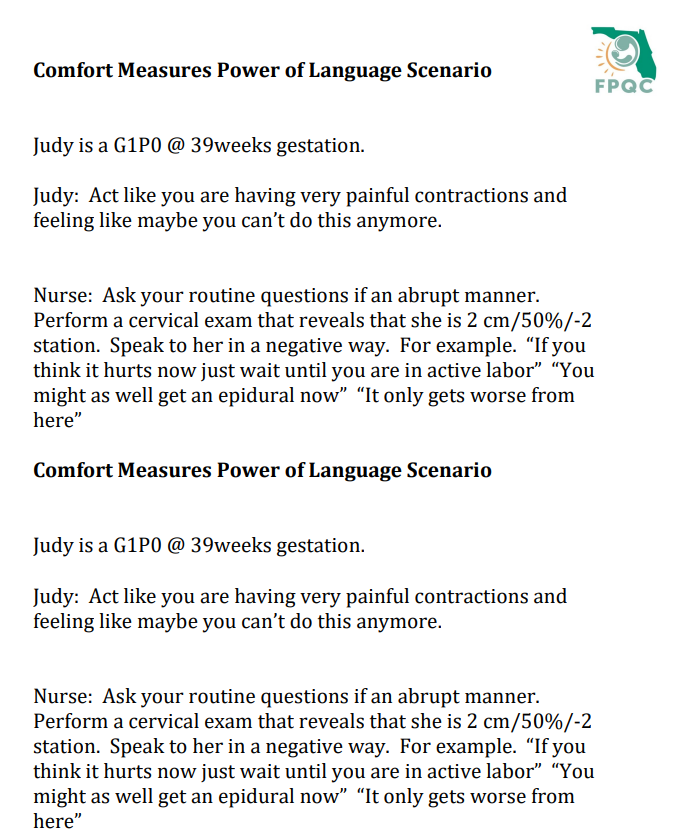 FPQC
Comfort Measures Power of Language Scenario
Judy is a G1P0 @ 39weeks gestation.
Judy:  Act like you are having very painful contractions and
feeling like maybe you can’t do this anymore.
Nurse:  Ask your routine questions if an abrupt manner.
Perform a cervical exam that reveals that she is 2 cm/50%/-2
station.  Speak to her in a negative way.  For example.  “If you
think it hurts now just wait until you are in active labor”  “You
might as well get an epidural now”  “It only gets worse from
here”
Comfort Measures Power of Language Scenario
Judy is a G1P0 @ 39weeks gestation.
Judy:  Act like you are having very painful contractions and
feeling like maybe you can’t do this anymore.
Nurse:  Ask your routine questions if an abrupt manner.
Perform a cervical exam that reveals that she is 2 cm/50%/-2
station.  Speak to her in a negative way.  For example.  “If you
think it hurts now just wait until you are in active labor”  “You
might as well get an epidural now”  “It only gets worse from
here”